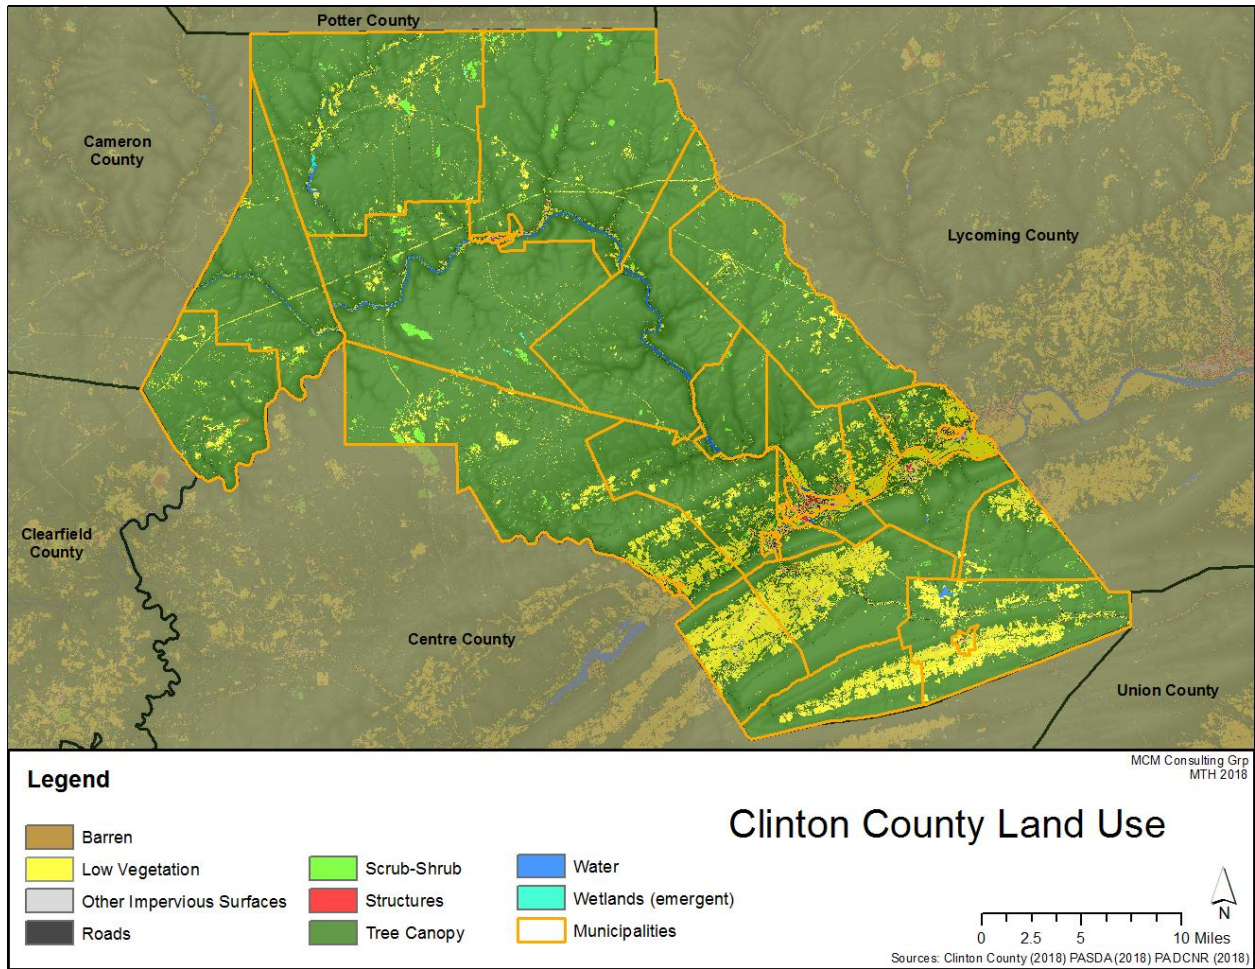 Potter County
Cameron
County
Lycoming County
Clearfield
County
Centre County
Union County
MCM Consulting Grp
MTH 2018
Legend
Clinton County Land Use
Barren
Low Vegetation
Other Impervious Surfaces
Roads
Scrub-Shrub
Structures
Tree Canopy
Water
Wetlands (emergent)
Municipalities
N
0 2.5 5 10 Miles
Sources: Clinton County (2018) PASDA (2018) PADCNR (2018)